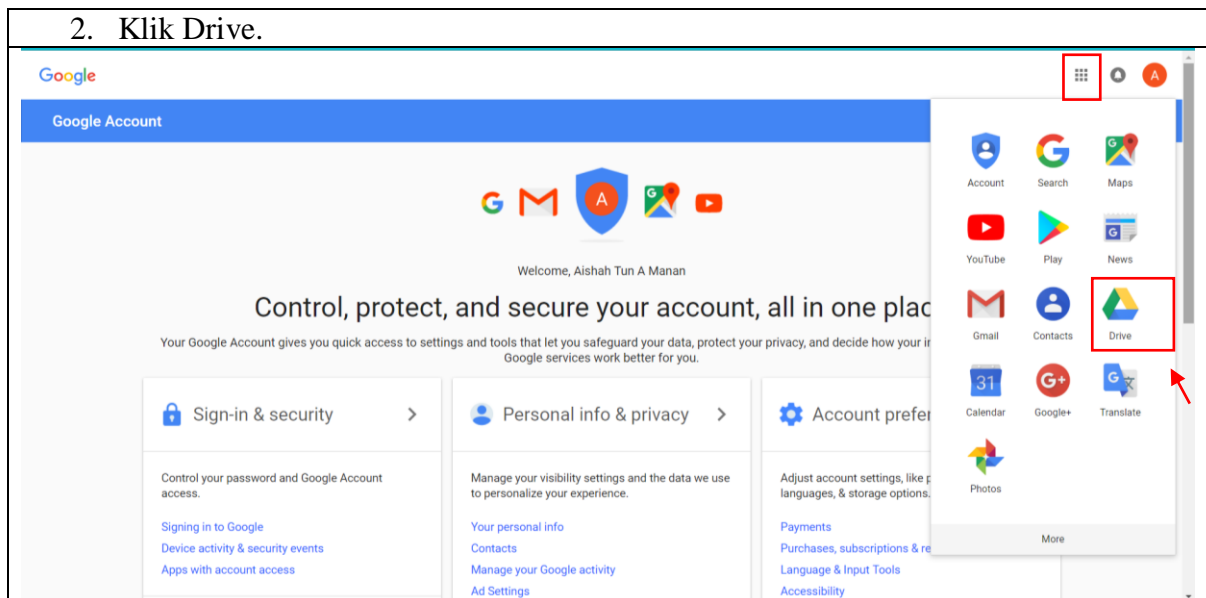 2. Klik Drive.
Google
A
Google Account
G
A
G
Welcome, Aishah Tun A Manan
Control, protect, and secure your account, all in one plac
Your Google Account gives you quick access to settings and tools that let you safeguard your data, protect your privacy, and decide how your in
Google services work better for you.
Sign-in & security
Control your password and Google Account
access.
Signing in to Google
Device activity & security events
Apps with account access
Personal info & privacy
Manage your visibility settings and the data we use
to personalize your experience.
Your personal info
Contacts
Manage your Google activity
Ad Settings
Account prefer
Adjust account settings, like p
languages, & storage options.
Payments
Purchases, subscriptions & re
Language & Input Tools
Accessibility
G
G
Account Search Maps
G
YouTube Play News
Gmail Contacts Drive
31 G+ G
Calendar Google+ Translate
Photos
More